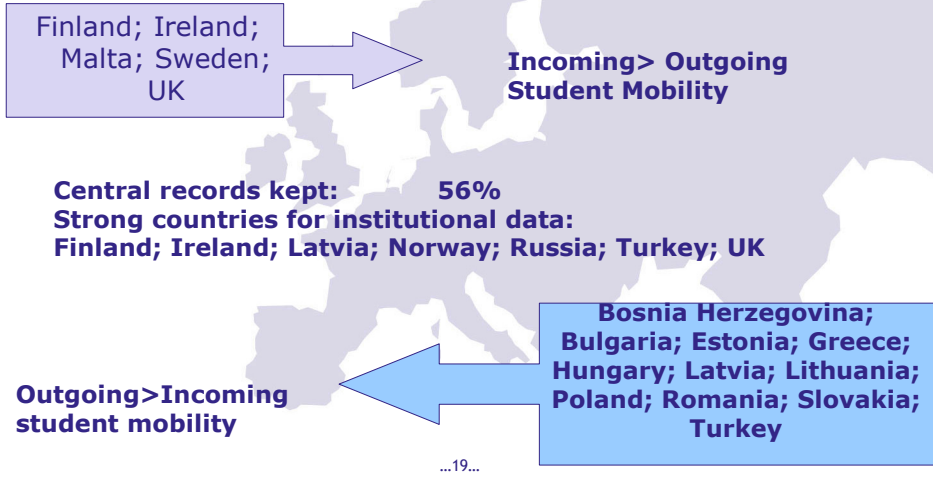 Finland; Ireland;
Malta; Sweden;
UK
Incoming> Outgoing
Student Mobility
Central records kept: 56%
Strong countries for institutional data:
Finland; Ireland; Latvia; Norway; Russia; Turkey; UK
Bosnia Herzegovina;
Bulgaria; Estonia; Greece;
Hungary; Latvia; Lithuania;
Poland; Romania; Slovakia;
Turkey
Outgoing>Incoming
student mobility
…19…